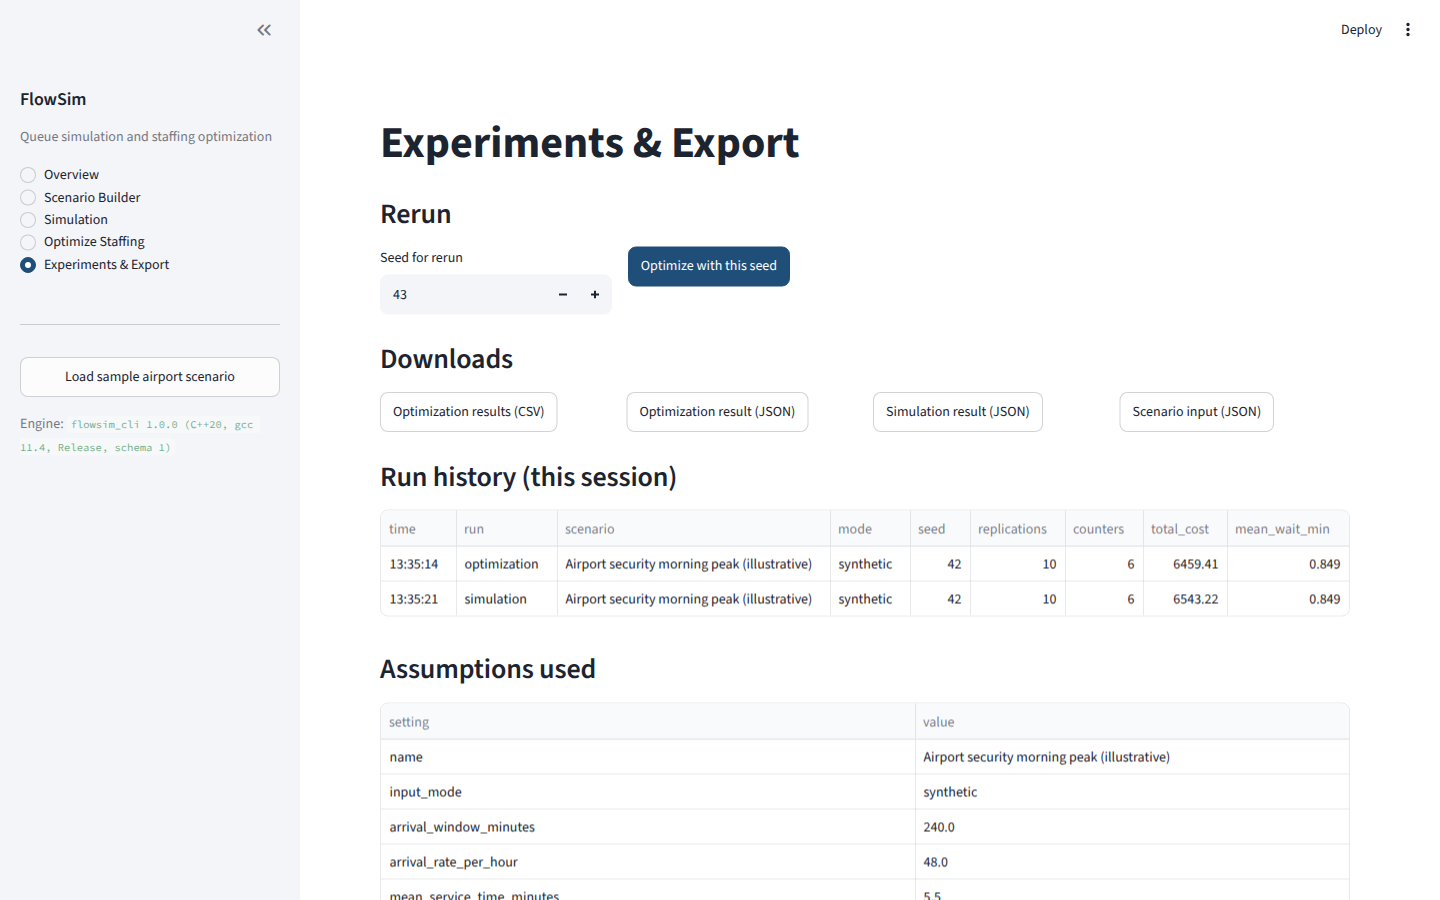 Deploy
FlowSim
Queue simulation and staffing optimization
Overview
Scenario Builder
Simulation
Optimize Staffing
Experiments & Export
Load sample airport scenario
Engine: flowsim_cli 1.0.0 (C++20, gcc
11.4, Release, schema 1)
Experiments & Export
Rerun
Seed for rerun
43
Optimize with this seed
Downloads
Optimization results (CSV) Optimization result (JSON) Simulation result (JSON) Scenario input (JSON)
Run history (this session)
time run scenario mode seed replications counters total_cost mean_wait_min
13:35:14 optimization Airport security morning peak (illustrative) synthetic 42 10 6 6459.41 0.849
13:35:21 simulation Airport security morning peak (illustrative) synthetic 42 10 6 6543.22 0.849
Assumptions used
setting value
name Airport security morning peak (illustrative)
input_mode synthetic
arrival_window_minutes 240.0
arrival_rate_per_hour 48.0
mean_service_time_minutes 5.5